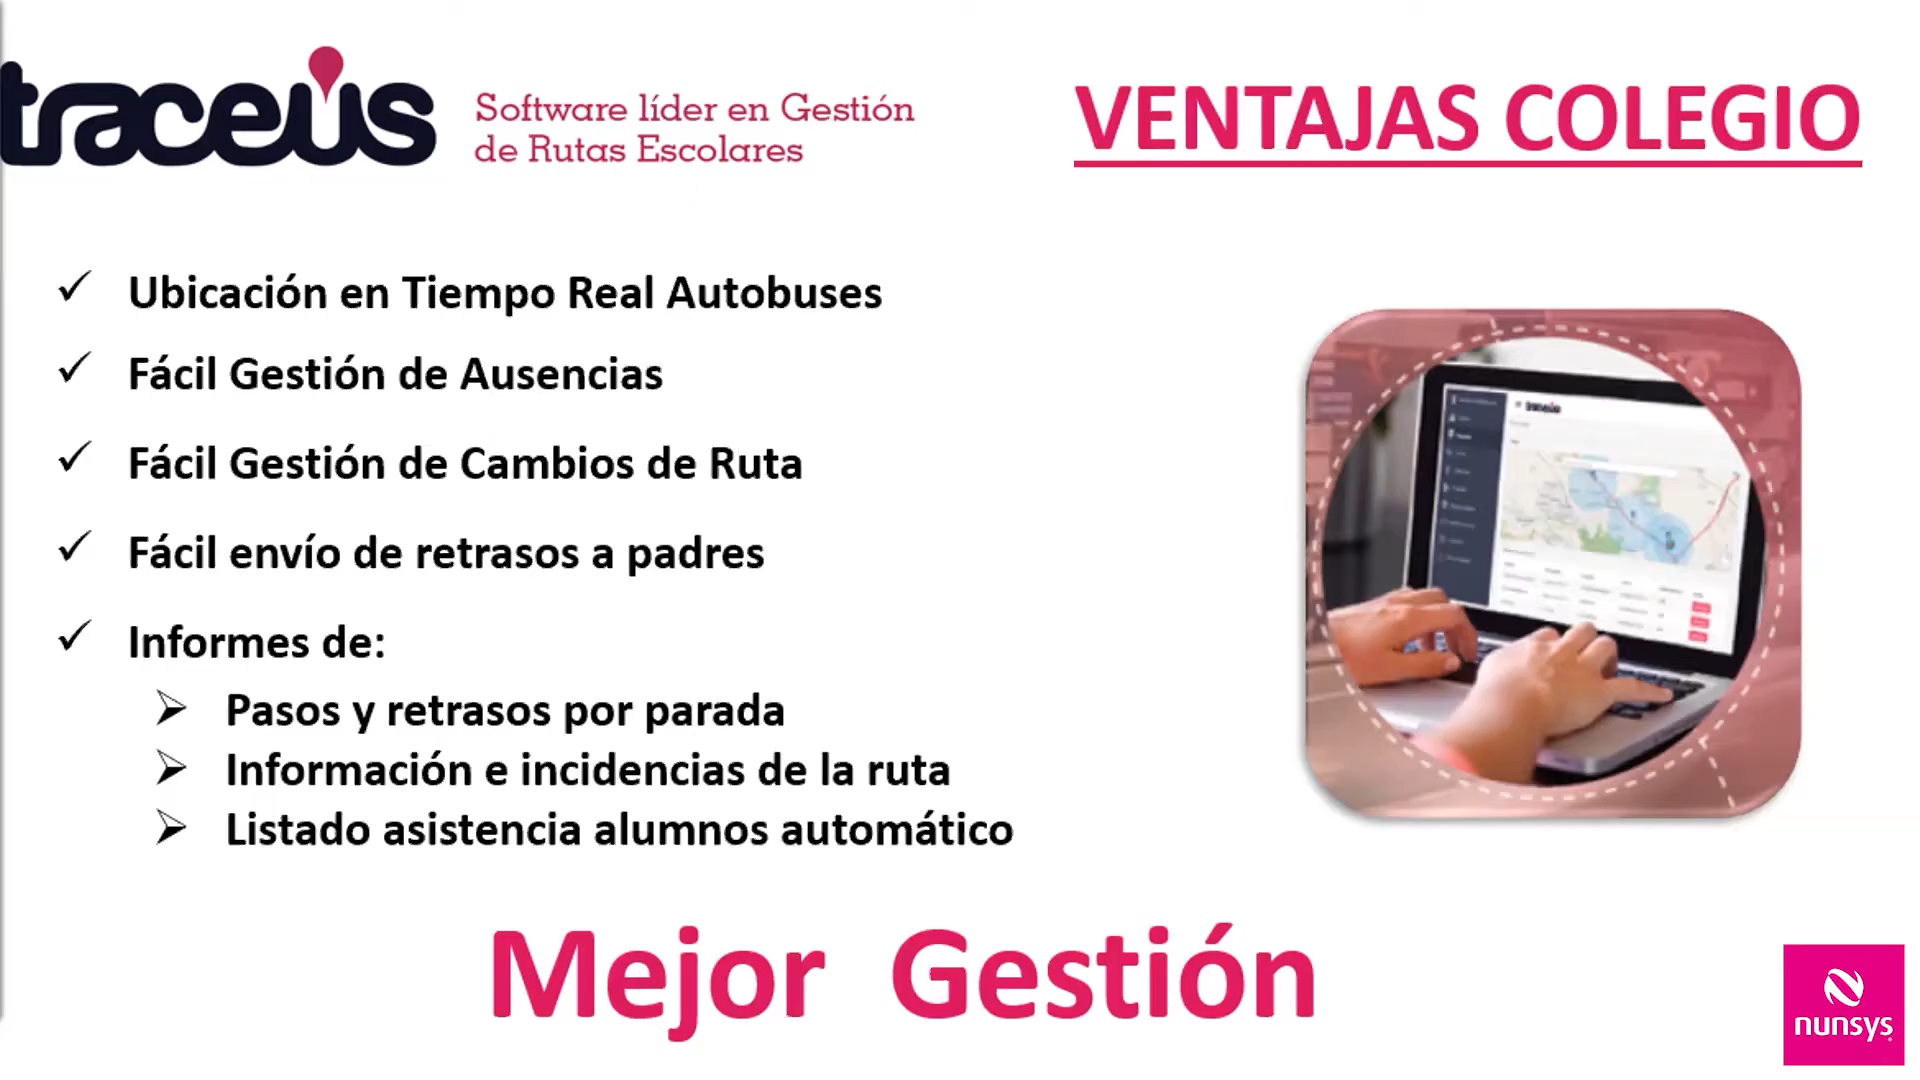 traceus
Software líder en Gestión
de Rutas Escolares
VENTAJAS COLEGIO
✓ Ubicación en Tiempo Real Autobuses
✓ Fácil Gestión de Ausencias
✓ Fácil Gestión de Cambios de Ruta
✓ Fácil envío de retrasos a padres
✓ Informes de:
➢ Pasos y retrasos por parada
➢ Información e incidencias de la ruta
➢ Listado asistencia alumnos automático
traceus
Mejor Gestión
nunsys